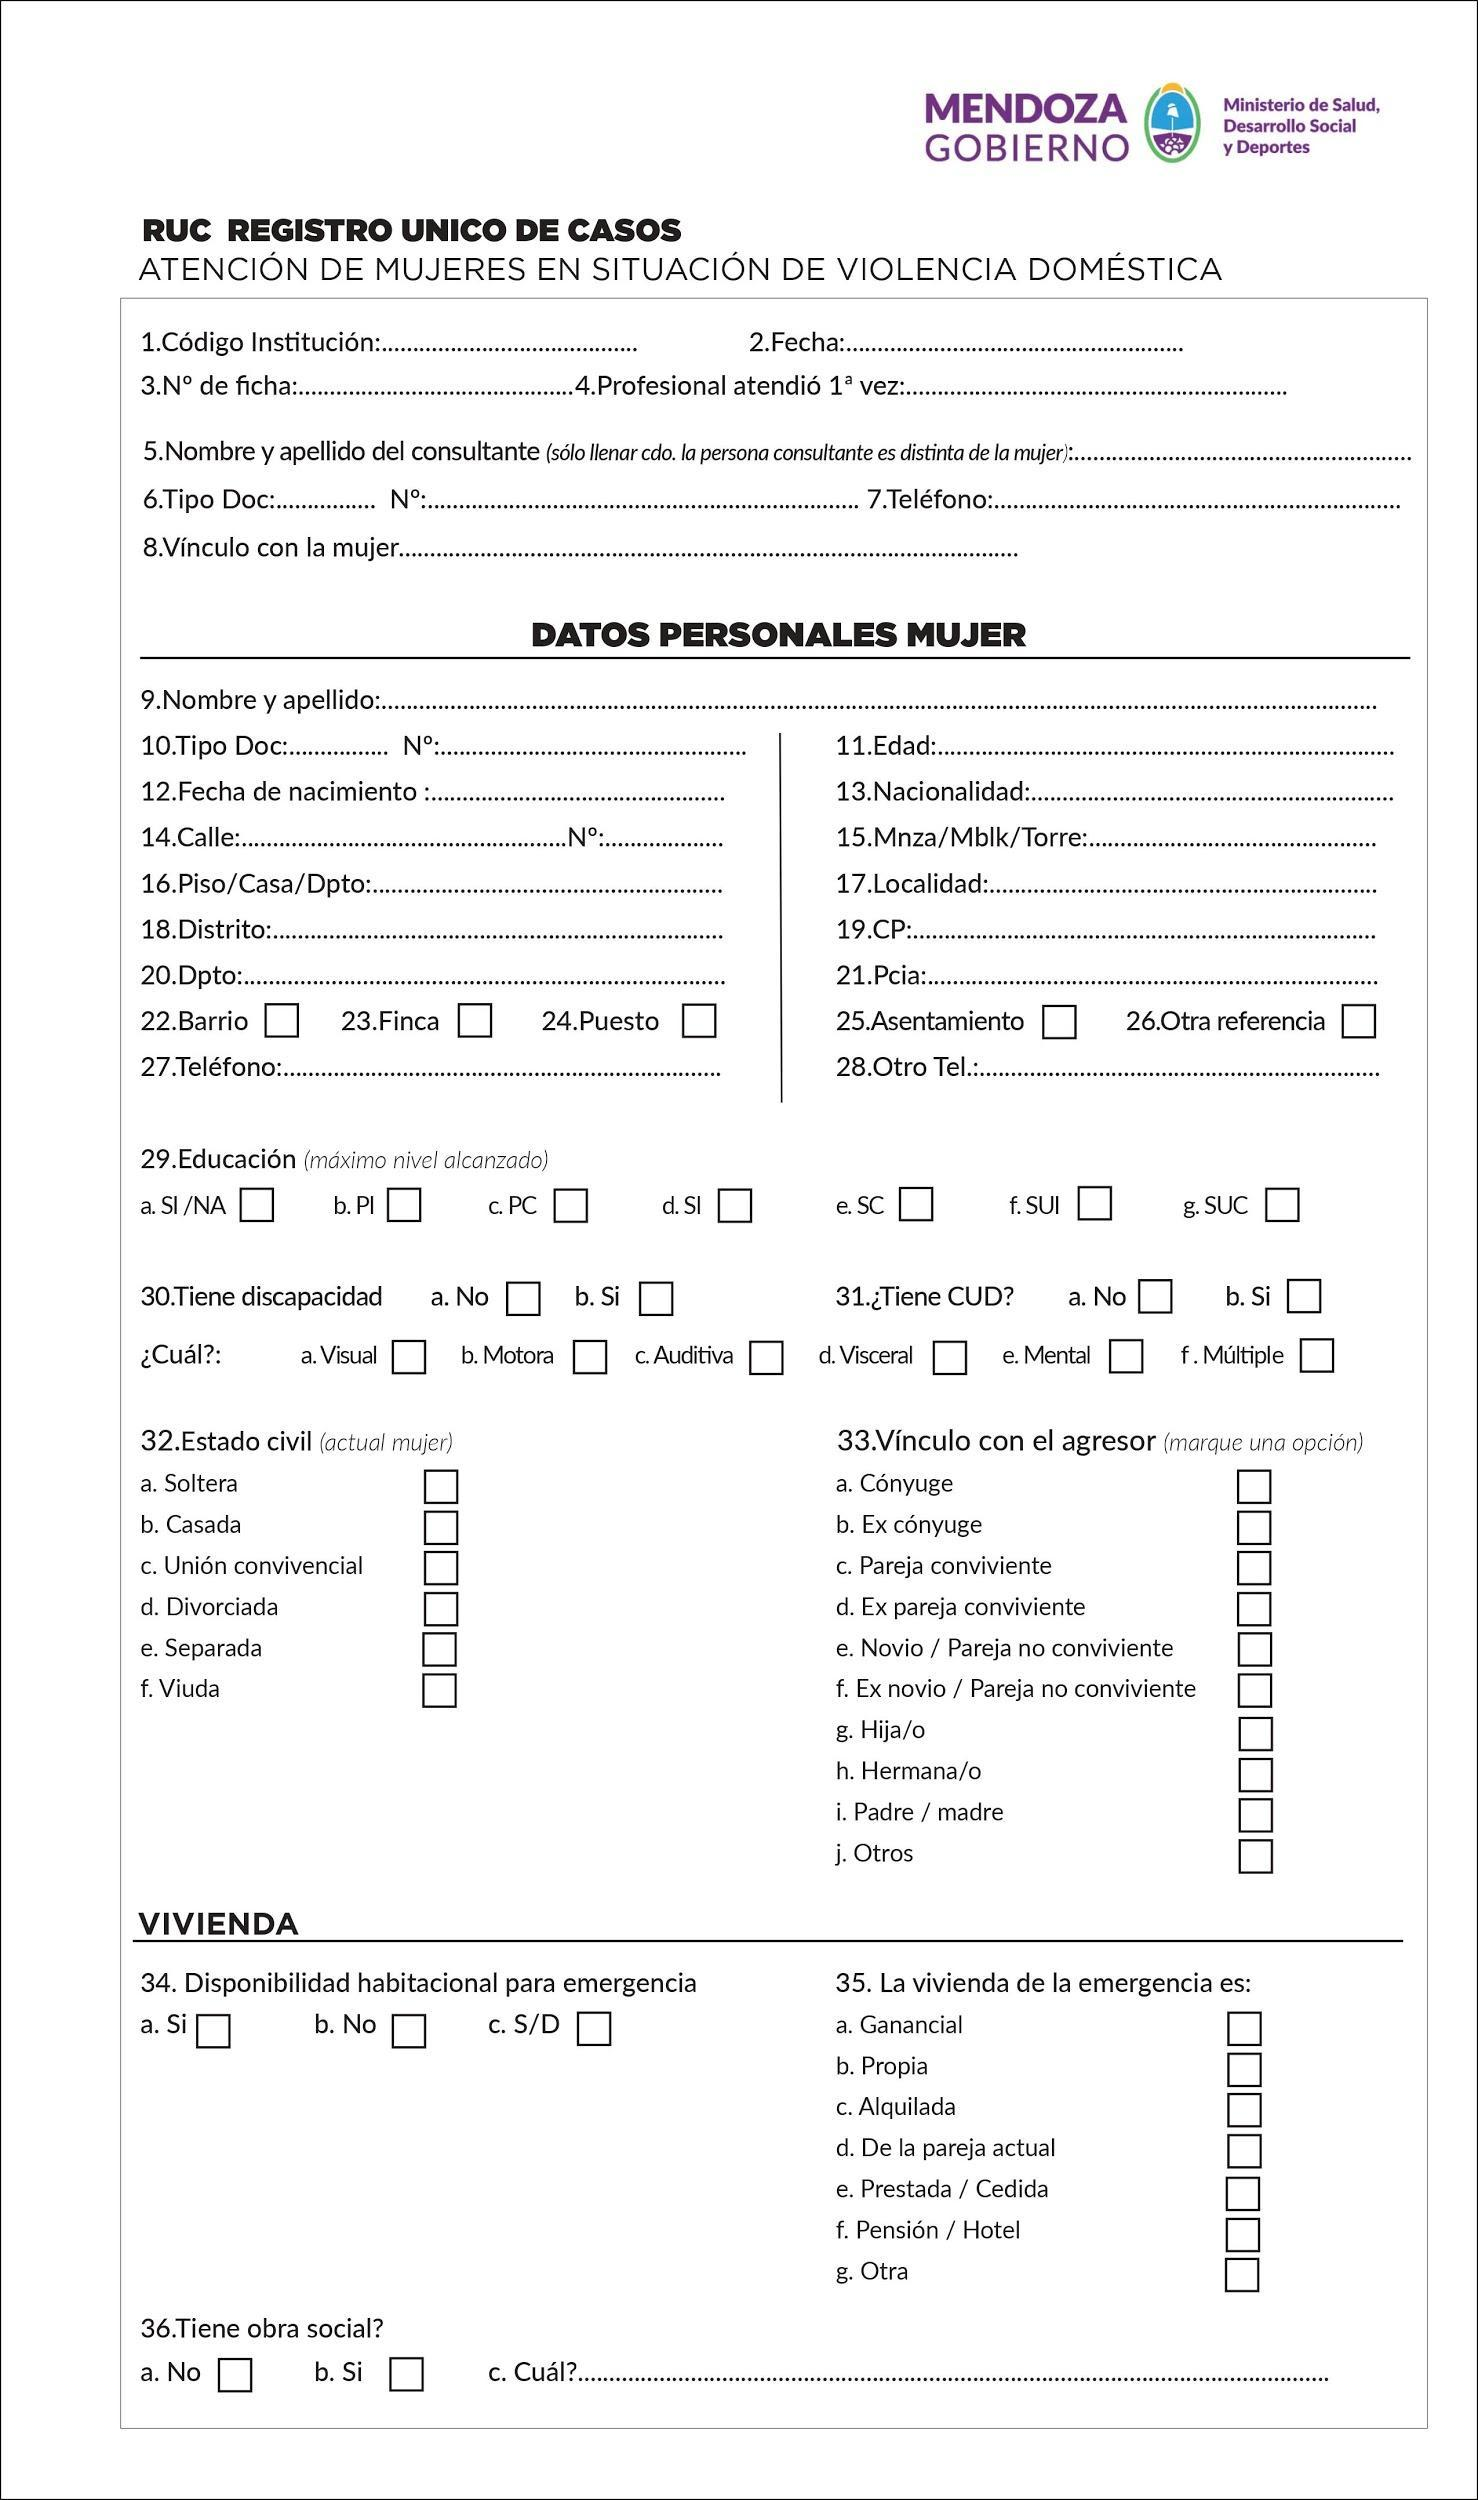 MENDOZA
GOBIERNO
Ministerio de Salud,
Desarrollo Social
y Deportes
RUC REGISTRO UNICO DE CASOS
ATENCIÓN DE MUJERES EN SITUACIÓN DE VIOLENCIA DOMÉSTICA
1.Código Institución:.......................................... 2.Fecha:.......................................................
3.Nº de ficha:.............................................4.Profesional atendió 1ª vez:..............................................................
5.Nombre y apellido del consultante (sólo llenar cdo. la persona consultante es distinta de la mujer):.......................................................
6.Tipo Doc:................ Nº:...................................................................... 7.Teléfono:..................................................................
8.Vínculo con la mujer.....................................................................................................
DATOS PERSONALES MUJER
9.Nombre y apellido:..................................................................................................................................................................
10.Tipo Doc:................ Nº:.................................................. 11.Edad:...........................................................................
12.Fecha de nacimiento :................................................ 13.Nacionalidad:...........................................................
14.Calle:.....................................................Nº:................... 15.Mnza/Mblk/Torre:...............................................
16.Piso/Casa/Dpto:......................................................... 17.Localidad:...............................................................
18.Distrito:......................................................................... 19.CP:............................................................................
20.Dpto:............................................................................... 21.Pcia:..........................................................................
22.Barrio 23.Finca 24.Puesto 25.Asentamiento 26.Otra referencia
27.Teléfono:........................................................................ 28.Otro Tel.:.................................................................
29.Educación (máximo nivel alcanzado)
a. SI /NA b. PI c. PC d. SI e. SC f. SUI g. SUC
30.Tiene discapacidad a. No b. Si 31.¿Tiene CUD? a. No b. Si
¿Cuál?: a. Visual b. Motora c. Auditiva d. Visceral e. Mental f . Múltiple
32.Estado civil (actual mujer)
a. Soltera
b. Casada
c. Unión convivencial
d. Divorciada
e. Separada
f. Viuda
33.Vínculo con el agresor (marque una opción)
a. Cónyuge
b. Ex cónyuge
c. Pareja conviviente
d. Ex pareja conviviente
e. Novio / Pareja no conviviente
f. Ex novio / Pareja no conviviente
g. Hija/o
h. Hermana/o
i. Padre / madre
j. Otros
VIVIENDA
34. Disponibilidad habitacional para emergencia
a. Si b. No c. S/D
35. La vivienda de la emergencia es:
a. Ganancial
b. Propia
c. Alquilada
d. De la pareja actual
e. Prestada / Cedida
f. Pensión / Hotel
g. Otra
36.Tiene obra social?
a. No b. Si c. Cuál?..........................................................................................................................